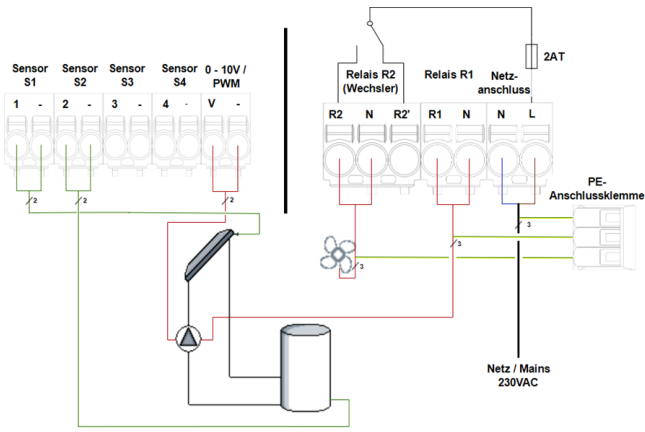 Sensor S1
Sensor S2
Sensor S3
Sensor S4
0 - 10V / PWM
1 - 2 - 3 - 4 - V -
2
2
2
2AT
Relais R2 (Wechsler)
Relais R1
Netz-anschluss
R2 N R2' R1 N N L
PE-Anschlussklemme
3
3
3
Netz / Mains
230VAC